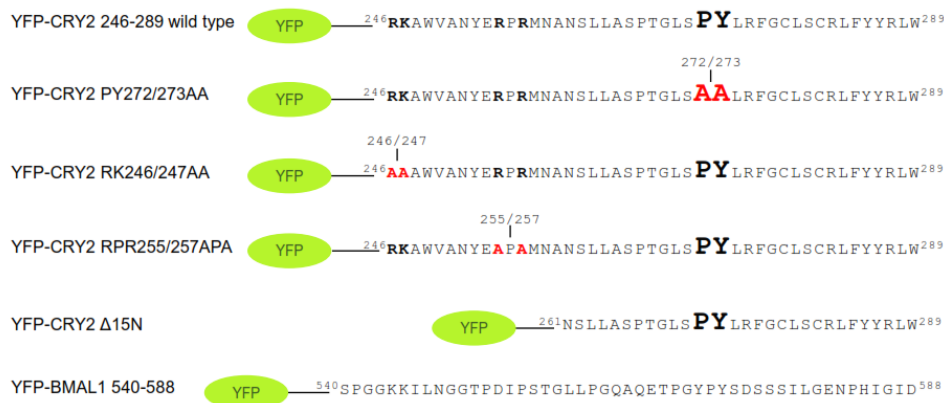 YFP-CRY2 246-289 wild type YFP 246RKAWVANYERPRMNANSLLASPTGLSPYLRFGCLSCRLFYYRLW289
272/273
YFP-CRY2 PY272/273AA YFP 246RKAWVANYERPRMNANSLLASPTGLSAALRFGCLSCRLFYYRLW289
246/247
YFP-CRY2 RK246/247AA YFP 246AAAWVANYERPRMNANSLLASPTGLSPYLRFGCLSCRLFYYRLW289
255/257
YFP-CRY2 RPR255/257APA YFP 246RKAWVANYEAPAMNANSLLASPTGLSPYLRFGCLSCRLFYYRLW289
YFP-CRY2 Δ15N YFP 261NSLLASPTGLSPYLRFGCLSCRLFYYRLW289
YFP-BMAL1 540-588 YFP 540SPGGKKILNGGTPDIPSTGLLPGQAQETPGYPYSDSSSILGENPHIGID588